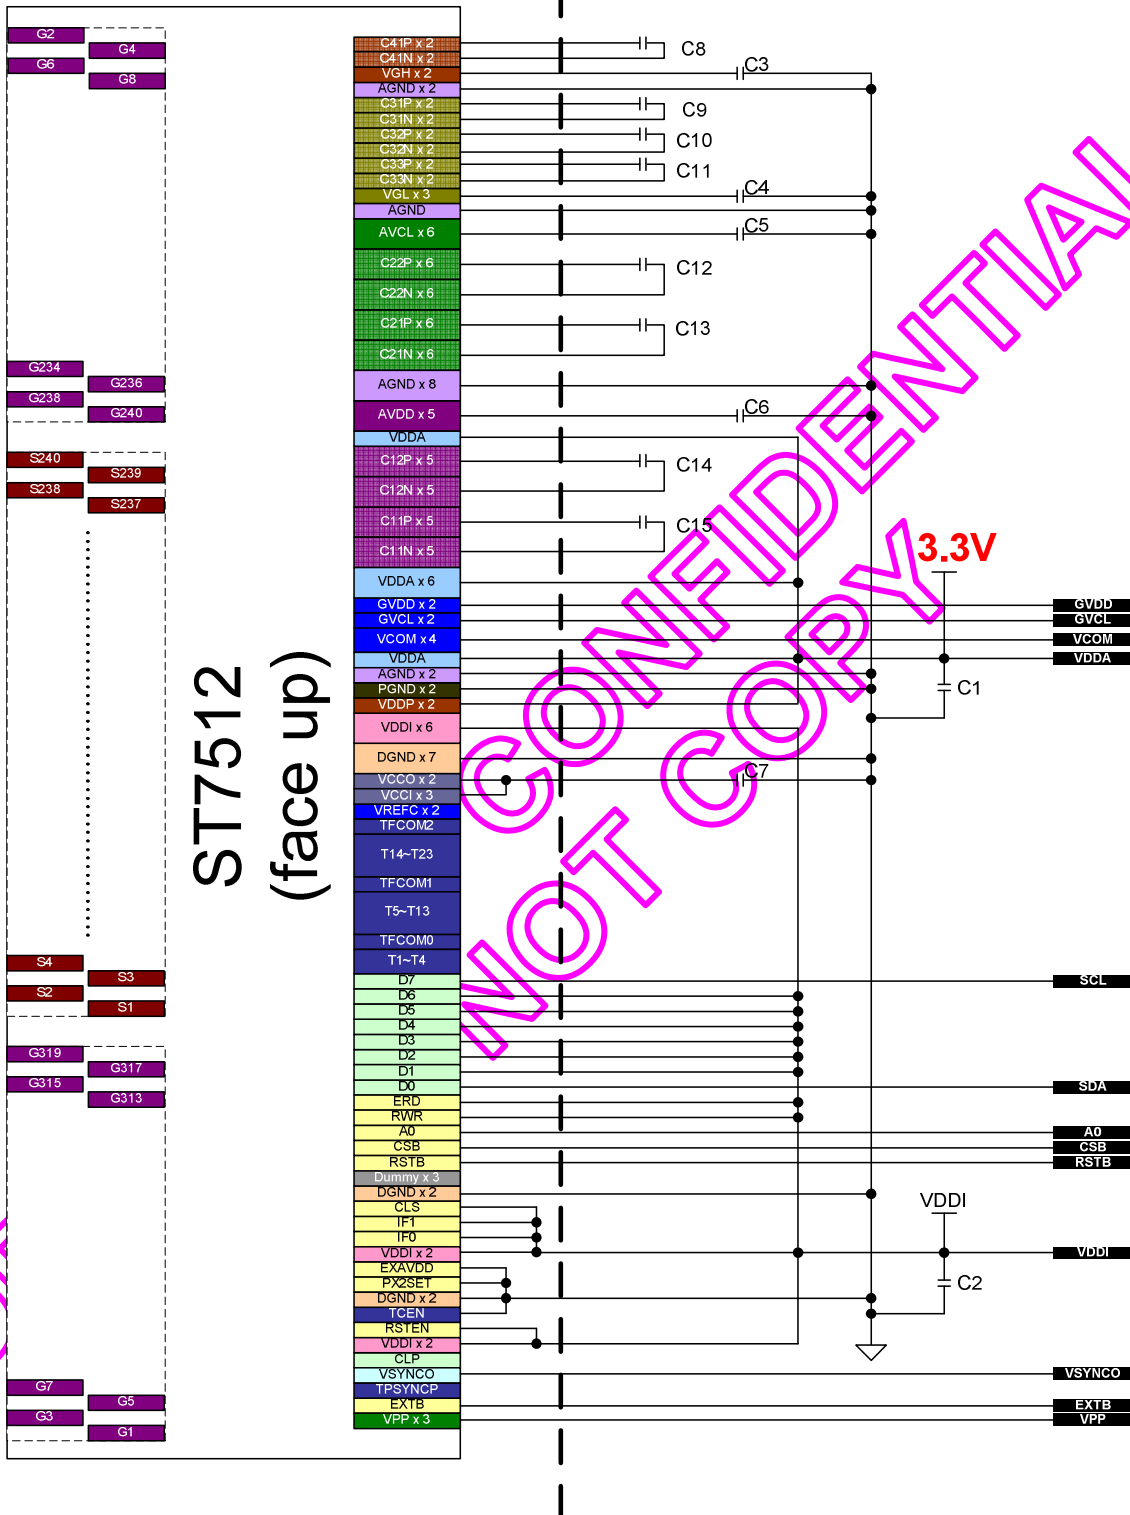 G2
G4
G6
G8
G234
G236
G238
G240
S240
S239
S238
S237
S4
S3
S2
S1
G319
G317
G315
G313
G7
G5
G3
G1
ST7512
(face up)
C41P x 2
C41N x 2
VGH x 2
AGND x 2
C31P x 2
C31N x 2
C32P x 2
C32N x 2
C33P x 2
C33N x 2
VGL x 3
AGND
AVCL x 6
C22P x 6
C22N x 6
C21P x 6
C21N x 6
AGND x 8
AVDD x 5
VDDA
C12P x 5
C12N x 5
C11P x 5
C11N x 5
VDDA x 6
GVDD x 2
GVCL x 2
VCOM x 4
VDDA
AGND x 2
PGND x 2
VDDP x 2
VDDI x 6
DGND x 7
VCCO x 2
VCCI x 3
VREFC x 2
TFCOM2
T14~T23
TFCOM1
T5~T13
TFCOM0
T1~T4
D7
D6
D5
D4
D3
D2
D1
D0
ERD
RWR
A0
CSB
RSTB
Dummy x 3
DGND x 2
CLS
IF1
IF0
VDDI x 2
EXAVDD
PX2SET
DGND x 2
TCEN
RSTEN
VDDI x 2
CLP
VSYNCO
TPSYNCP
EXTB
VPP x 3
C8
C3
C9
C10
C11
C4
C5
C12
C13
C6
C14
C15
C7
3.3V
C1
VDDI
C2
GVDD
GVCL
VCOM
VDDA
SCL
SDA
A0
CSB
RSTB
VDDI
VSYNCO
EXTB
VPP
CONFIDENTIAL
NOT COPY